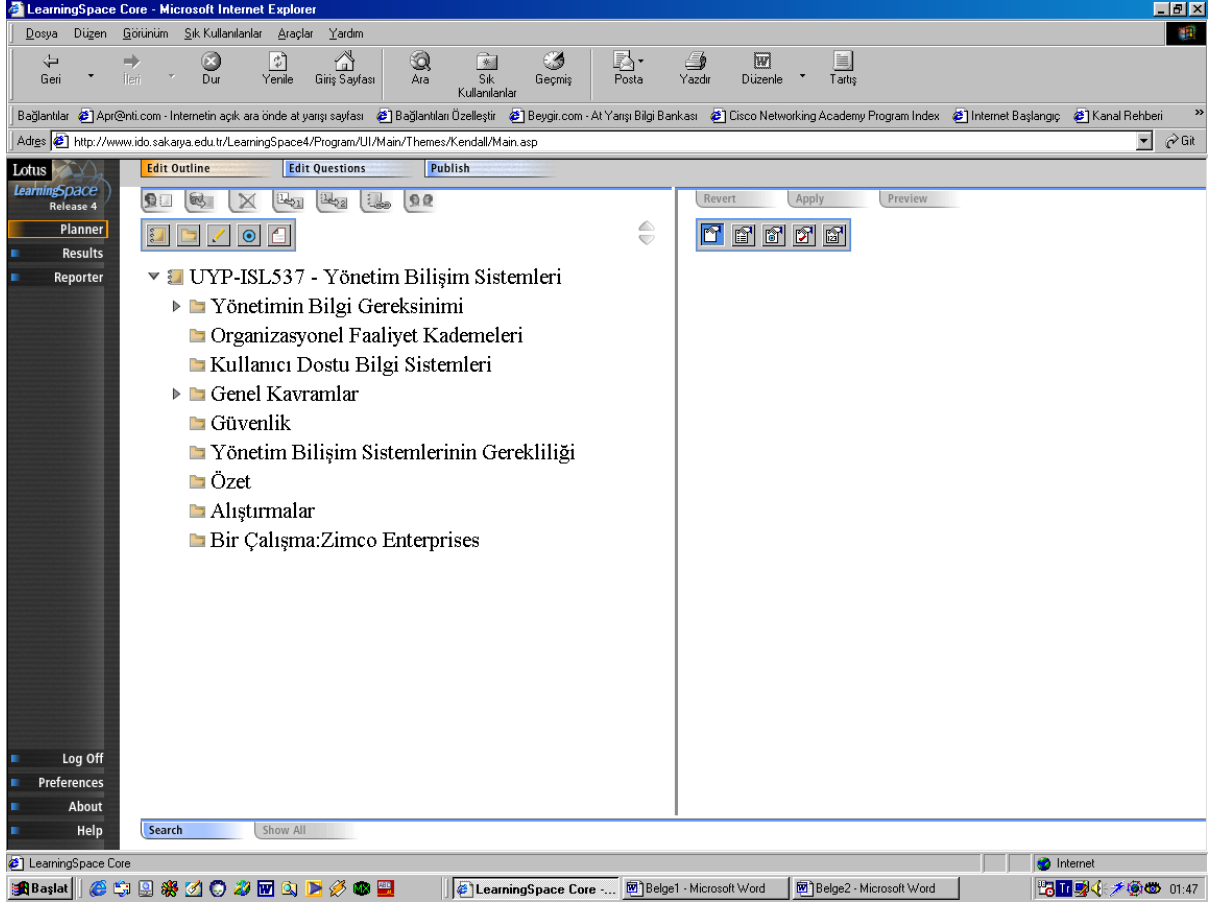 LearningSpace Core - Microsoft Internet Explorer
Dosya Düzen Görünüm Sık Kullanılanlar Araçlar Yardım
Geri İleri Dur Yenile Giriş Sayfası Ara Sık Kullanılanlar Geçmiş Posta Yazdır Düzenle Tartış
Bağlantılar Apr@nti.com - Internetin açık ara önde at yarışı sayfası Bağlantıları Özelleştir Beygir.com - At Yarışı Bilgi Bankası Cisco Networking Academy Program Index Internet Başlangıç Kanal Rehberi »
Adres http://www.ido.sakarya.edu.tr/LearningSpace4/Program/UI/Main/Themes/Kendall/Main.asp Git
Lotus
LearningSpace
Release 4
Edit Outline Edit Questions Publish
Revert Apply Preview
Planner
Results
Reporter
UYP-ISL537 - Yönetim Bilişim Sistemleri
Yönetimin Bilgi Gereksinimi
Organizasyonel Faaliyet Kademeleri
Kullanıcı Dostu Bilgi Sistemleri
Genel Kavramlar
Güvenlik
Yönetim Bilişim Sistemlerinin Gerekliliği
Özet
Alıştırmalar
Bir Çalışma:Zimco Enterprises
Log Off
Preferences
About
Help
Search Show All
LearningSpace Core Internet
Başlat LearningSpace Core -... Belge1 - Microsoft Word Belge2 - Microsoft Word Tr 01:47